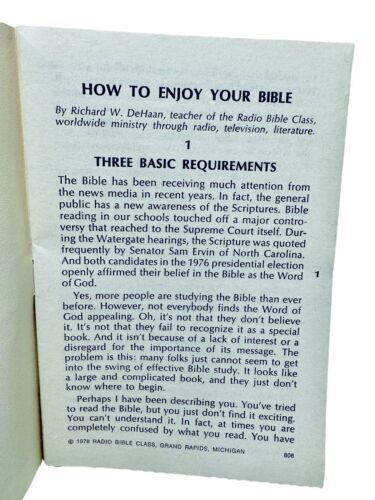 HOW TO ENJOY YOUR BIBLE
By Richard W. DeHaan, teacher of the Radio Bible Class,
worldwide ministry through radio, television, literature.
1
THREE BASIC REQUIREMENTS
The Bible has been receiving much attention from
the news media in recent years. In fact, the general
public has a new awareness of the Scriptures. Bible
reading in our schools touched off a major contro-
versy that reached to the Supreme Court itself. Dur-
ing the Watergate hearings, the Scripture was quoted
frequently by Senator Sam Ervin of North Carolina.
And both candidates in the 1976 presidential election
openly affirmed their belief in the Bible as the Word
of God.
1
Yes, more people are studying the Bible than ever
before. However, not everybody finds the Word of
God appealing. Oh, it's not that they don't believe
it. It's not that they fail to recognize it as a special
book. And it isn't because of a lack of interest or a
disregard for the importance of its message. The
problem is this: many folks just cannot seem to get
into the swing of effective Bible study. It looks like
a large and complicated book, and they just don't
know where to begin.
Perhaps I have been describing you. You've tried
to read the Bible, but you just don't find it exciting.
You can't understand it. In fact, at times you are
completely confused by what you read. You have
© 1978 RADIO BIBLE CLASS, GRAND RAPIDS, MICHIGAN
808